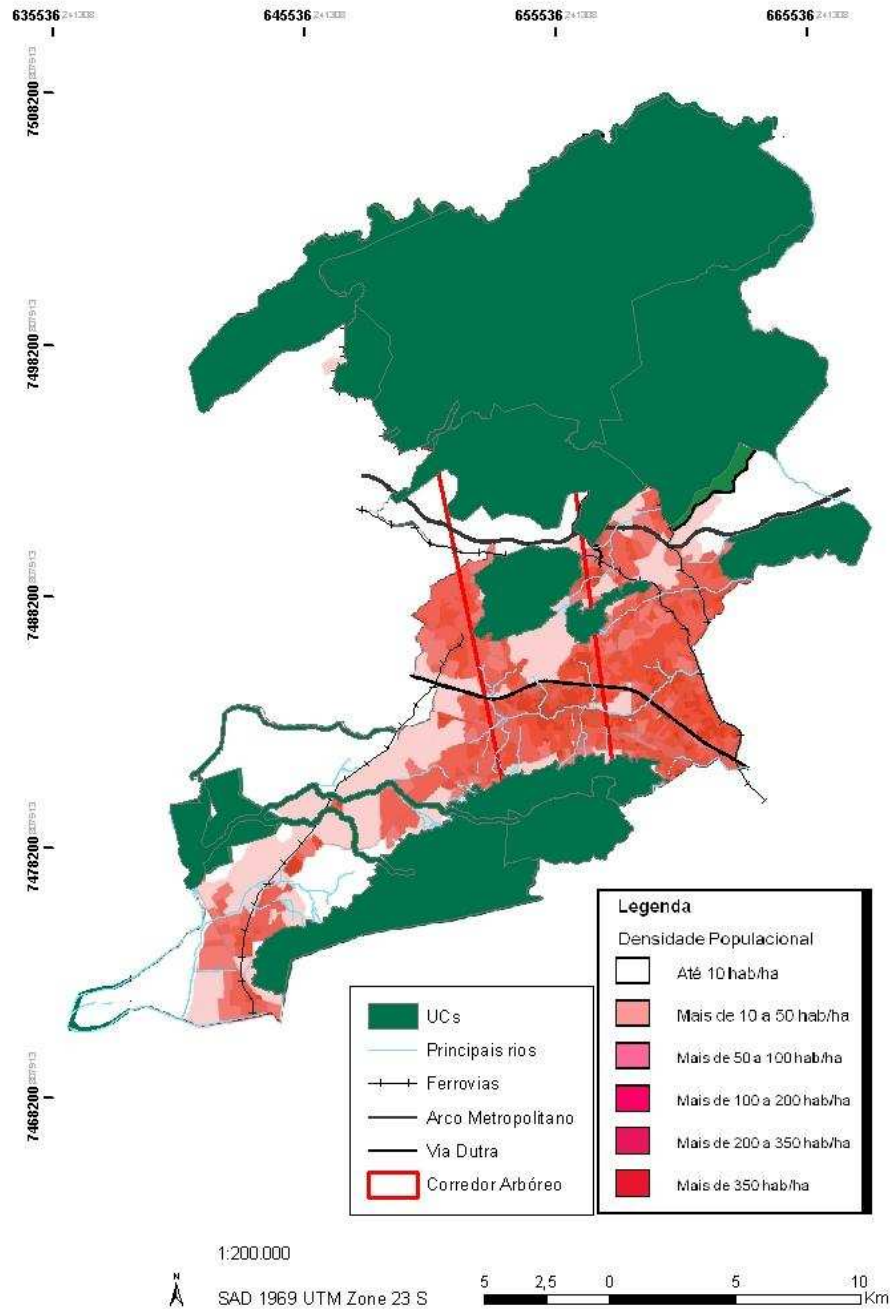 635536
645536
655536
665536
7508200
7498200
7488200
7478200
7468200
Legenda
Densidade Populacional
Até 10 hab/ha
Mais de 10 a 50 hab/ha
Mais de 50 a 100 hab/ha
Mais de 100 a 200 hab/ha
Mais de 200 a 350 hab/ha
Mais de 350 hab/ha
UCs
Principais rios
Ferrovias
Arco Metropolitano
Via Dutra
Corredor Arbóreo
1:200.000
N
SAD 1969 UTM Zone 23 S
5 2,5 0 5 10
Km